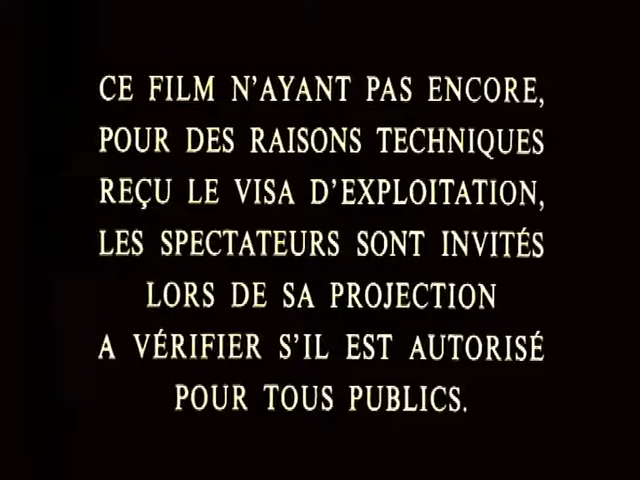 CE FILM N'AYANT PAS ENCORE,
POUR DES RAISONS TECHNIQUES
REÇU LE VISA D'EXPLOITATION,
LES SPECTATEURS SONT INVITÉS
LORS DE SA PROJECTION
A VÉRIFIER S'IL EST AUTORISÉ
POUR TOUS PUBLICS.